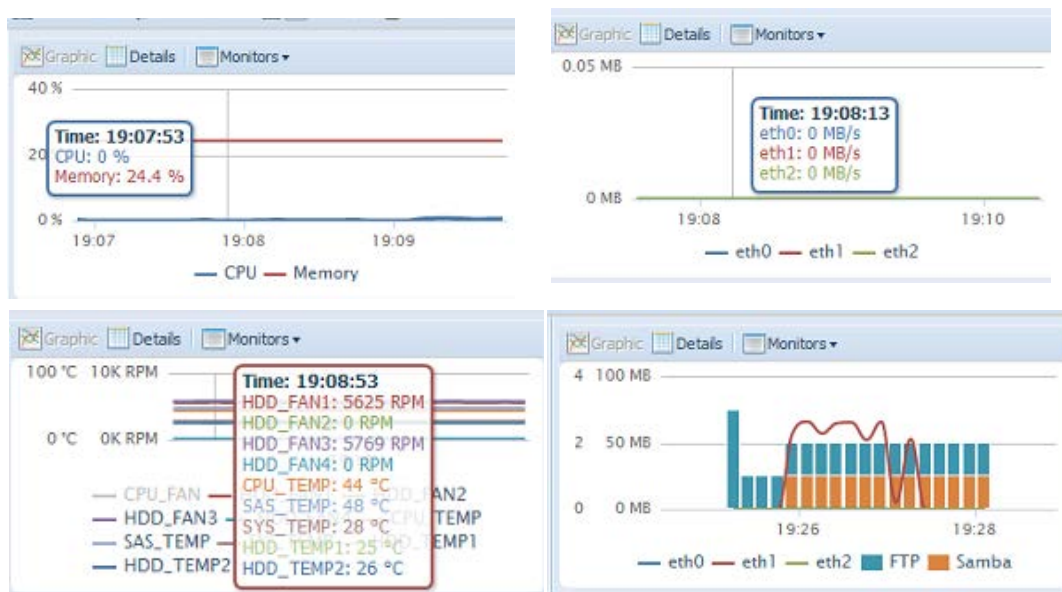 Graphic Details Monitors
40 %
Time: 19:07:53
20
CPU: 0 %
Memory: 24.4 %
0 %
19:07 19:08 19:09
CPU Memory
Graphic Details Monitors
0.05 MB
Time: 19:08:13
eth0: 0 MB/s
eth1: 0 MB/s
eth2: 0 MB/s
0 MB
19:08 19:10
eth0 eth1 eth2
Graphic Details Monitors
100 °C 10K RPM
Time: 19:08:53
HDD_FAN1: 5625 RPM
HDD_FAN2: 0 RPM
HDD_FAN3: 5769 RPM
0 °C 0K RPM
HDD_FAN4: 0 RPM
CPU_TEMP: 44 °C
SAS_TEMP: 48 °C
SYS_TEMP: 28 °C
HDD_TEMP1: 25 °C
HDD_TEMP2: 26 °C
CPU_FAN
HDD_FAN3 TEMP
SAS_TEMP
HDD_TEMP2
Graphic Details Monitors
4 100 MB
2 50 MB
0 0 MB
19:26 19:28
eth0 eth1 eth2 FTP Samba